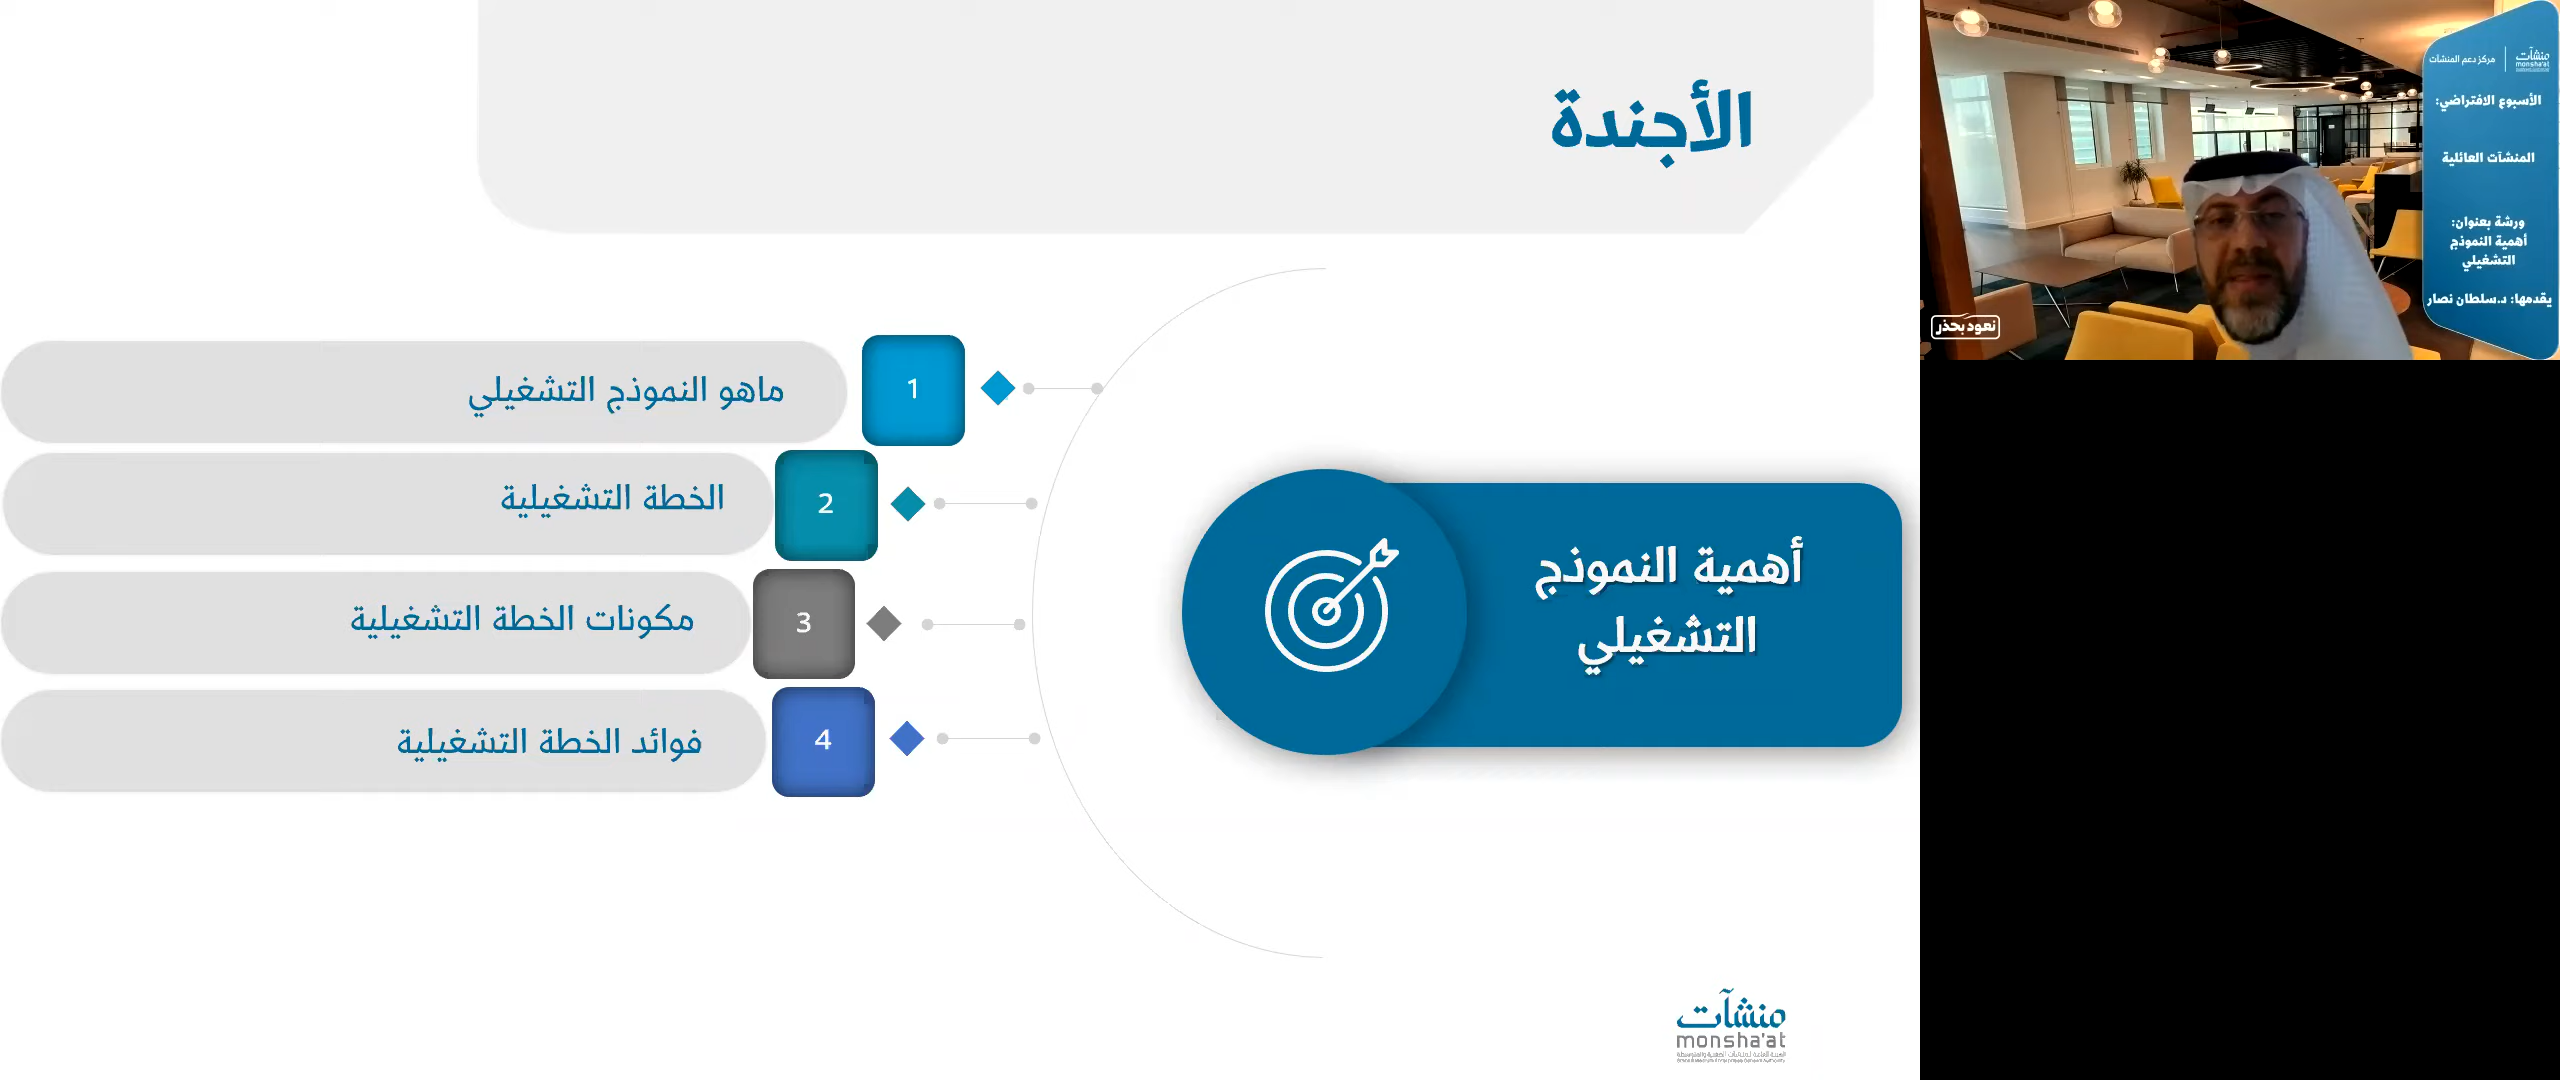 الأجندة
أهمية النموذج
التشغيلي
1
ماهو النموذج التشغيلي
2
الخطة التشغيلية
3
مكونات الخطة التشغيلية
4
فوائد الخطة التشغيلية
منشآت
monsha'at
منشآت
monsha'at
مركز دعم المنشآت
الأسبوع الافتراضي:
المنشآت العائلية
ورشة بعنوان:
أهمية النموذج
التشغيلي
يقدمها: د.سلطان نصار
نعود بحذر